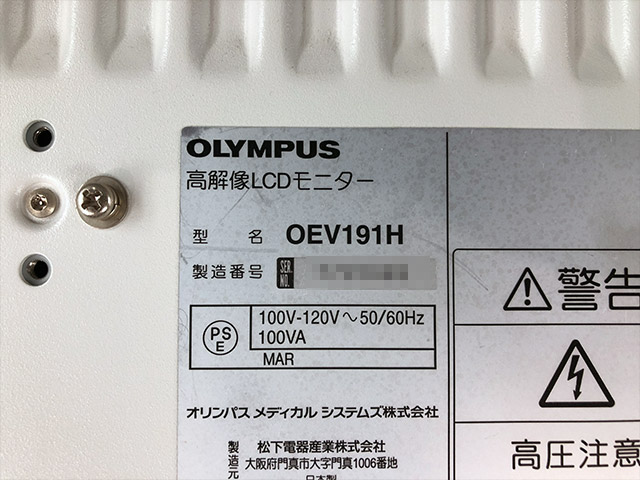 OLYMPUS
高解像LCDモニター
型 名 OEV191H
製造番号 SER. NO.
PS E
100V-120V～50/60Hz
100VA
MAR
オリンパス メディカル システムズ株式会社
製造元
松下電器産業株式会社
大阪府門真市大字門真1006番地
日本製
警告
高圧注意